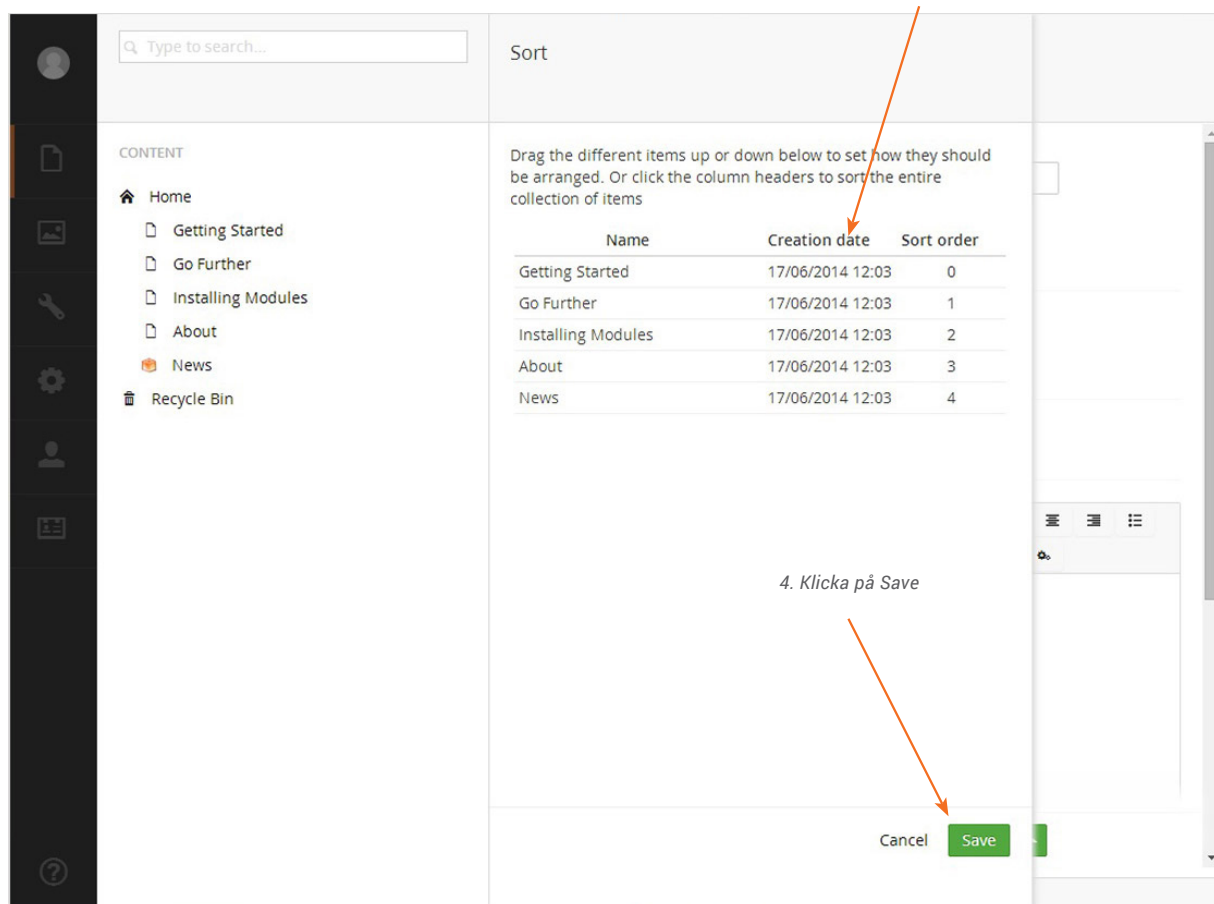 Type to search...
Sort
CONTENT
Home
Getting Started
Go Further
Installing Modules
About
News
Recycle Bin
Drag the different items up or down below to set how they should
be arranged. Or click the column headers to sort the entire
collection of items
Name Creation date Sort order
Getting Started 17/06/2014 12:03 0
Go Further 17/06/2014 12:03 1
Installing Modules 17/06/2014 12:03 2
About 17/06/2014 12:03 3
News 17/06/2014 12:03 4
4. Klicka på Save
Cancel Save